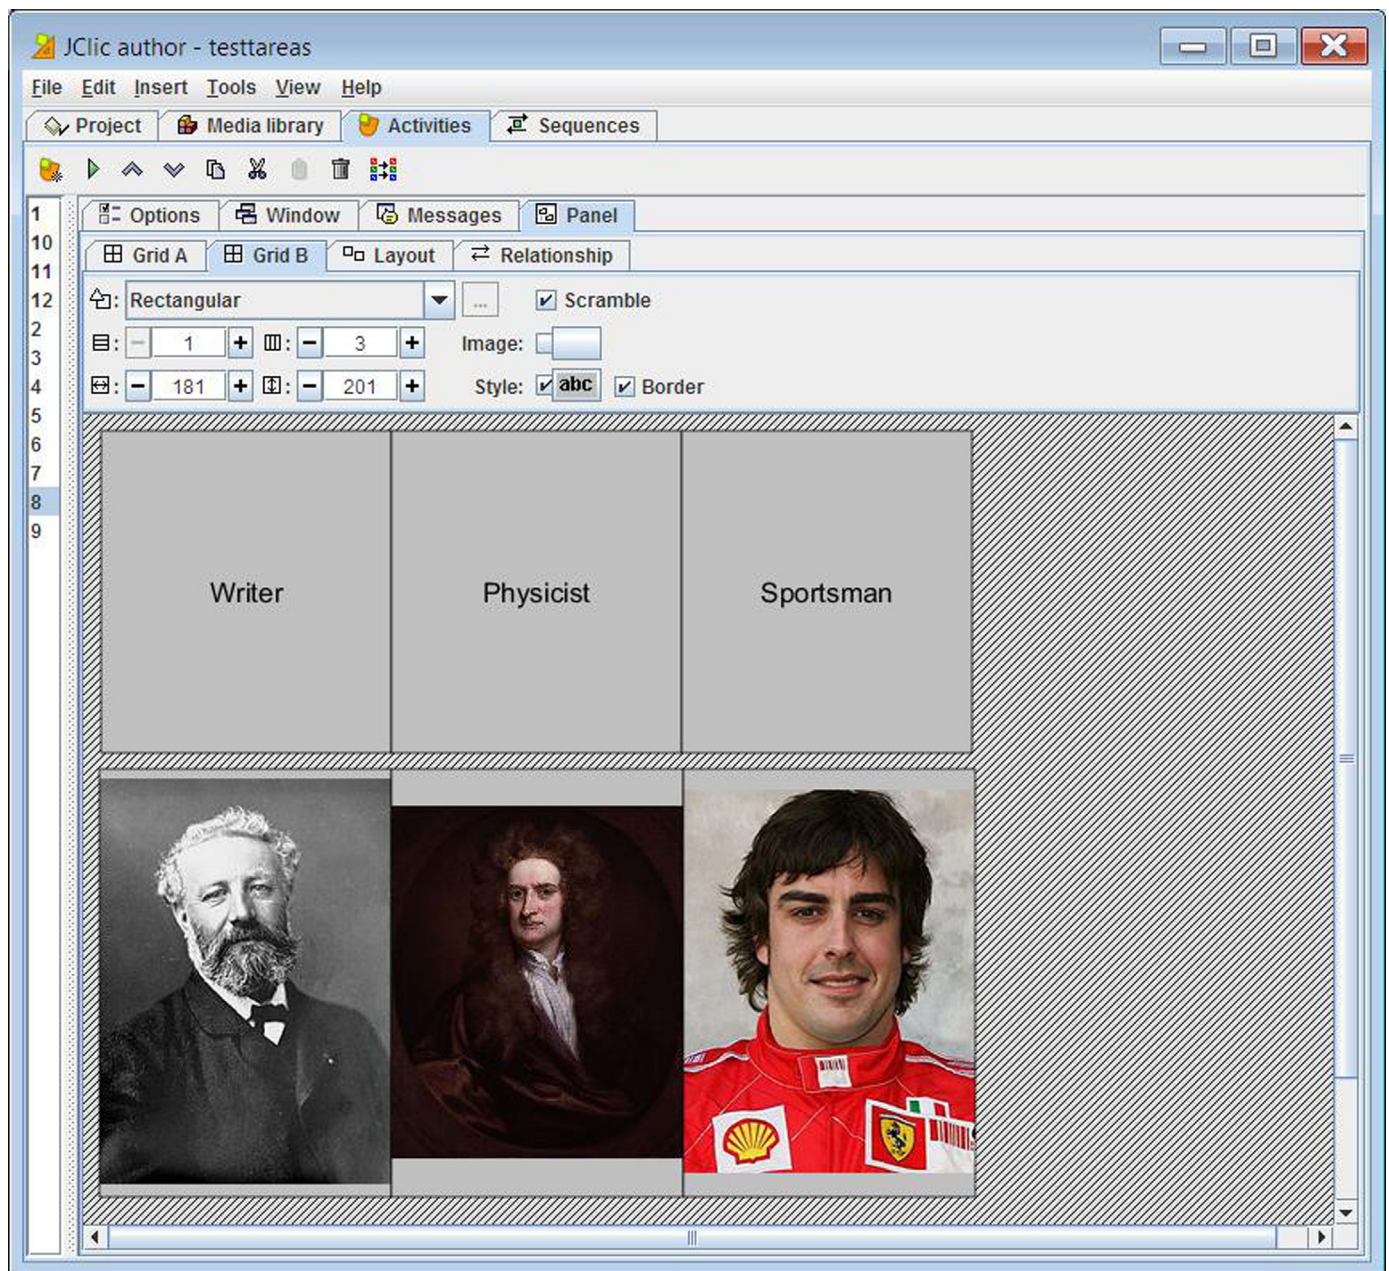 JClic author - testtareas
File Edit Insert Tools View Help
Project Media library Activities Sequences
Options Window Messages Panel
Grid A Grid B Layout Relationship
Rectangular ... Scramble
: - 1 + : - 3 + Image:
: - 181 + : - 201 + Style: abc Border
1
10
11
12
2
3
4
5
6
7
8
9
Writer Physicist Sportsman